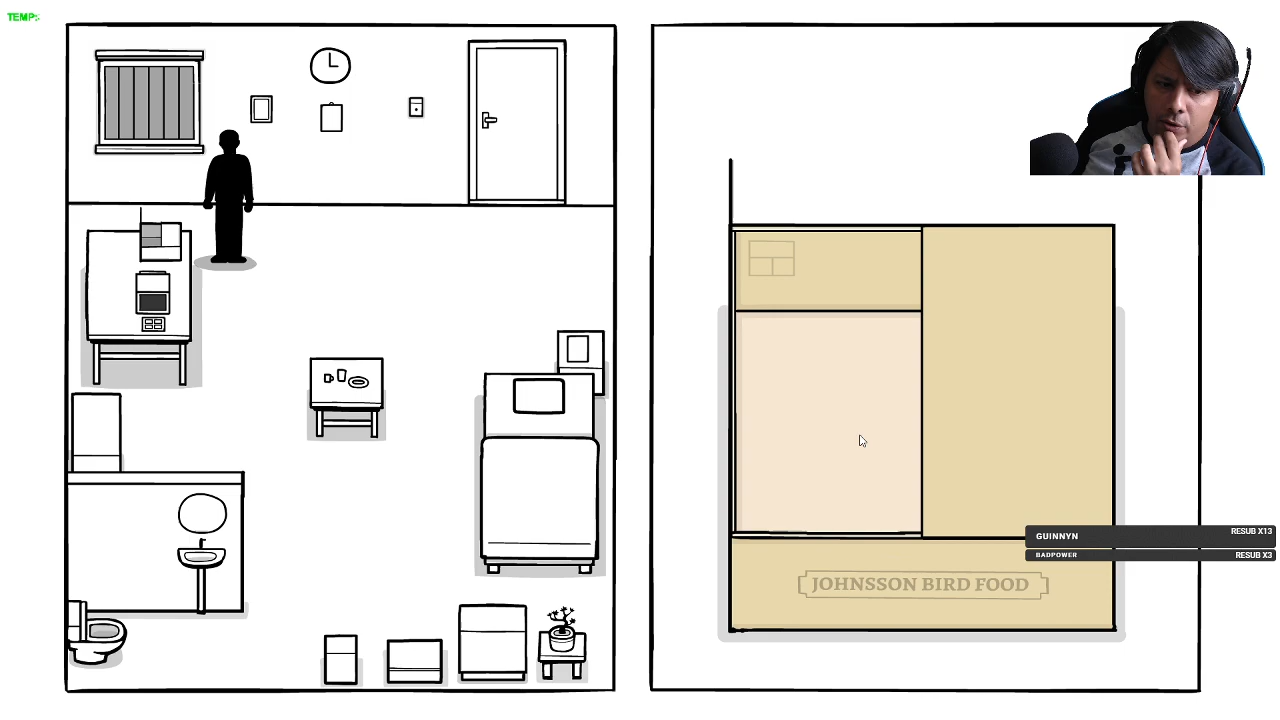 TEMP:
JOHNSSON BIRD FOOD
GUINNYN RESUB X13
BADPOWER RESUB X3